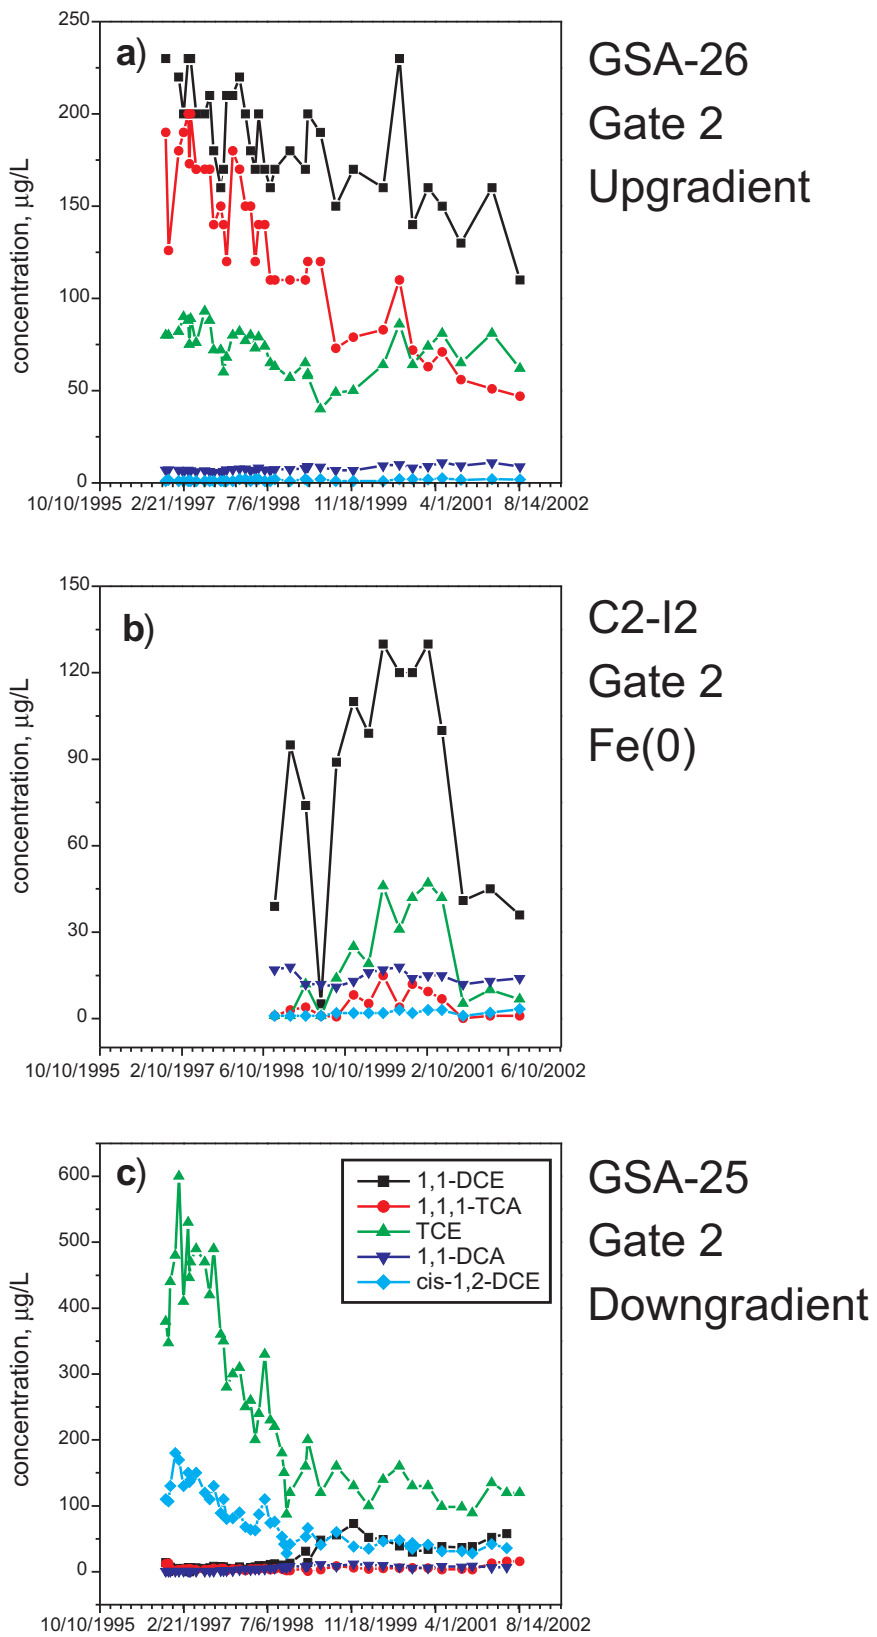 a)
GSA-26
Gate 2
Upgradient
concentration, µg/L
250
200
150
100
50
0
10/10/1995 2/21/1997 7/6/1998 11/18/1999 4/1/2001 8/14/2002
b)
C2-I2
Gate 2
Fe(0)
concentration, µg/L
150
120
90
60
30
0
10/10/1995 2/10/1997 6/10/1998 10/10/1999 2/10/2001 6/10/2002
c)
GSA-25
Gate 2
Downgradient
1,1-DCE
1,1,1-TCA
TCE
1,1-DCA
cis-1,2-DCE
concentration, µg/L
600
500
400
300
200
100
0
10/10/1995 2/21/1997 7/6/1998 11/18/1999 4/1/2001 8/14/2002